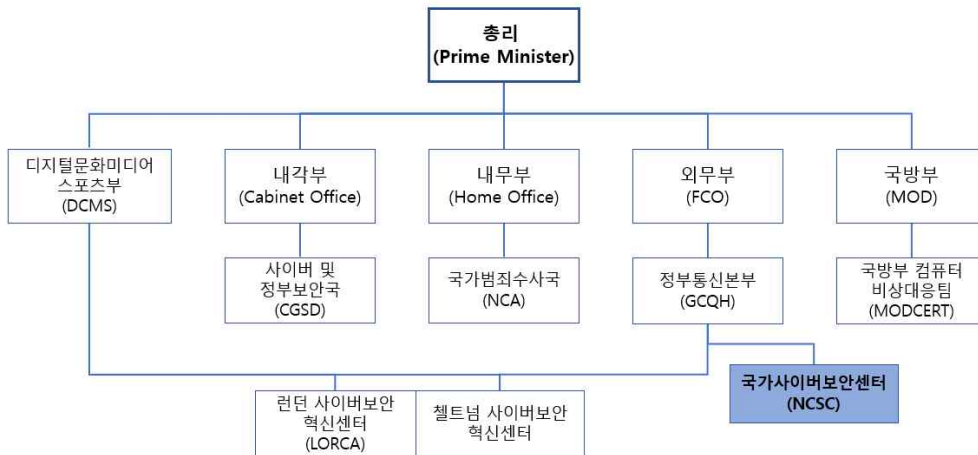 총리
(Prime Minister)
디지털문화미디어
스포츠부
(DCMS)
내각부
(Cabinet Office)
내무부
(Home Office)
외무부
(FCO)
국방부
(MOD)
사이버 및
정부보안국
(CGSD)
국가범죄수사국
(NCA)
정부통신본부
(GCQH)
국방부 컴퓨터
비상대응팀
(MODCERT)
국가사이버보안센터
(NCSC)
런던 사이버보안
혁신센터
(LORCA)
첼트넘 사이버보안
혁신센터